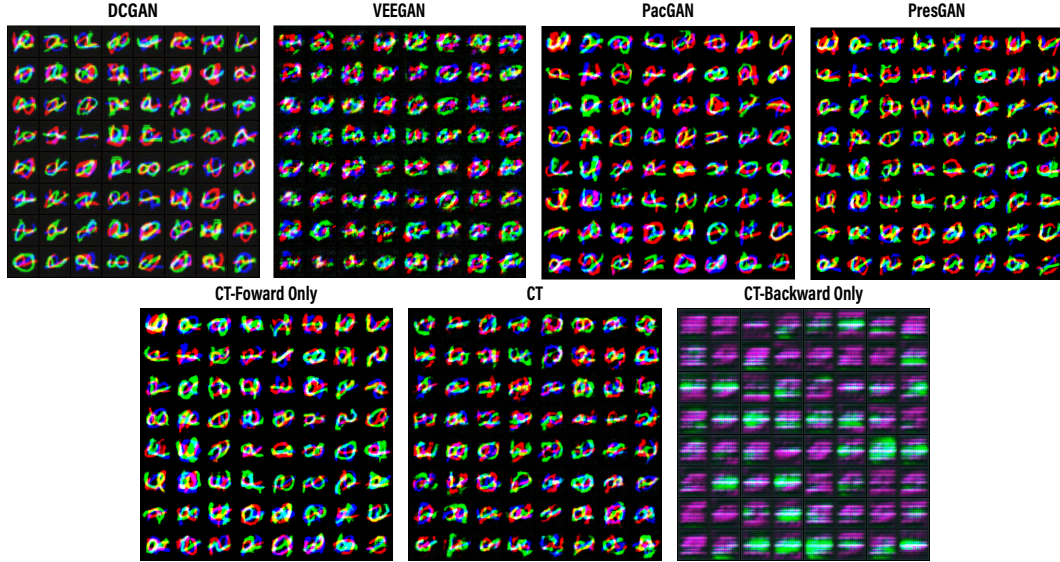 DCGAN
VEEGAN
PacGAN
PresGAN
CT-Foward Only
CT
CT-Backward Only